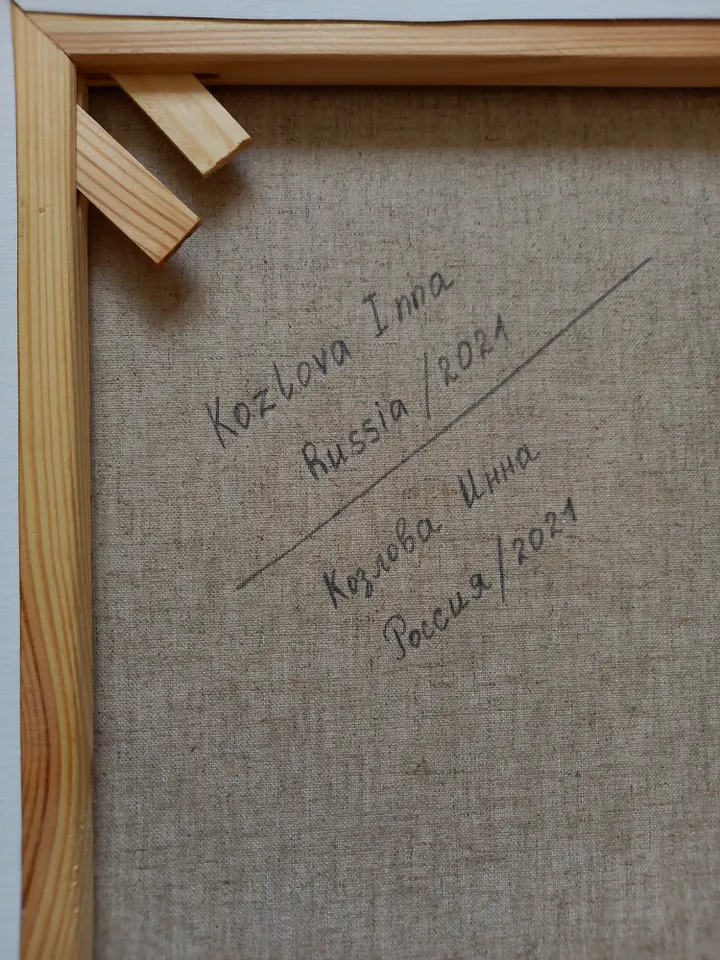 Kozlova Inna
Russia/2021
Козлова Инна
Россия/2021